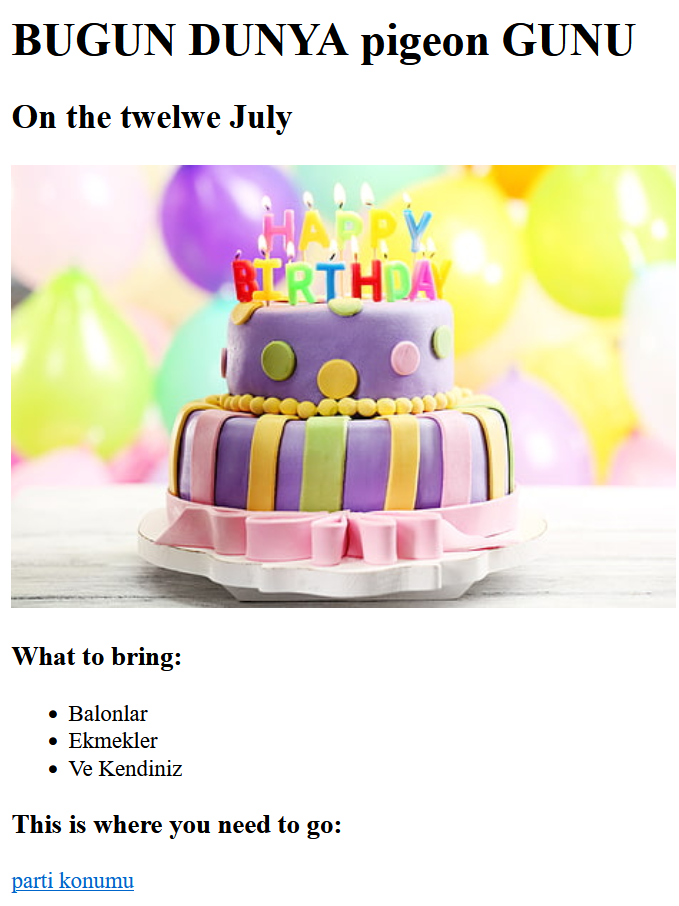 BUGUN DUNYA pigeon GUNU
On the twelwe July
HAPPY
BIRTHDAY
What to bring:
Balonlar
Ekmekler
Ve Kendiniz
This is where you need to go:
parti konumu